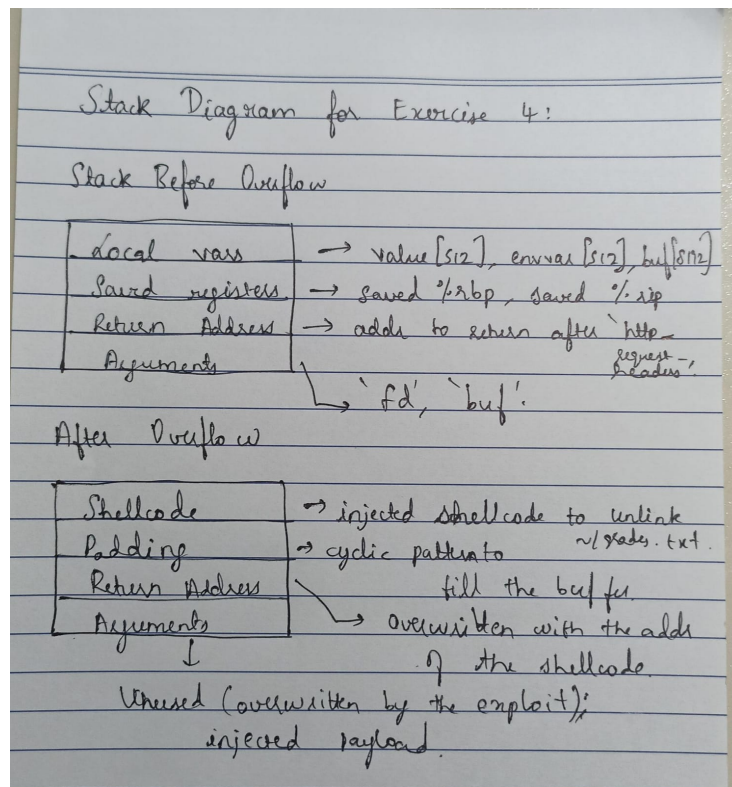 Stack Diagram for Exercise 4:
Stack Before Overflow
Local vars → value[512], envvar[512], buf[8192]
Saved registers → saved %rbp, saved %rip
Return Address → addr to return after `http_
request_
headers'.
Arguments
→ `fd', `buf'.
After Overflow
Shellcode → injected shellcode to unlink
~/grades.txt.
Padding → cyclic pattern to
fill the buffer.
Return Address
→ overwritten with the addr
of the shellcode.
Arguments
↓
Unused (overwritten by the exploit);
injected payload.